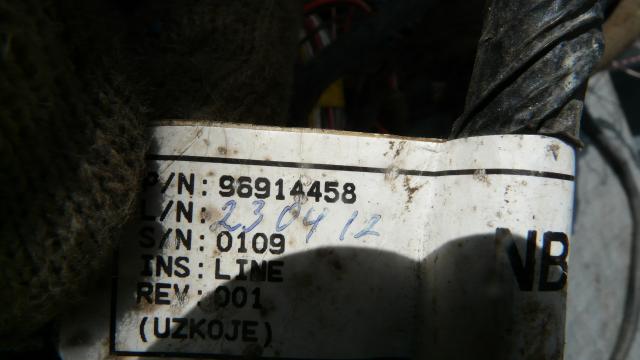 P/N: 96914458
L/N: 230412
S/N: 0109
INS: LINE
REV: 001
(UZKOJE)
NB